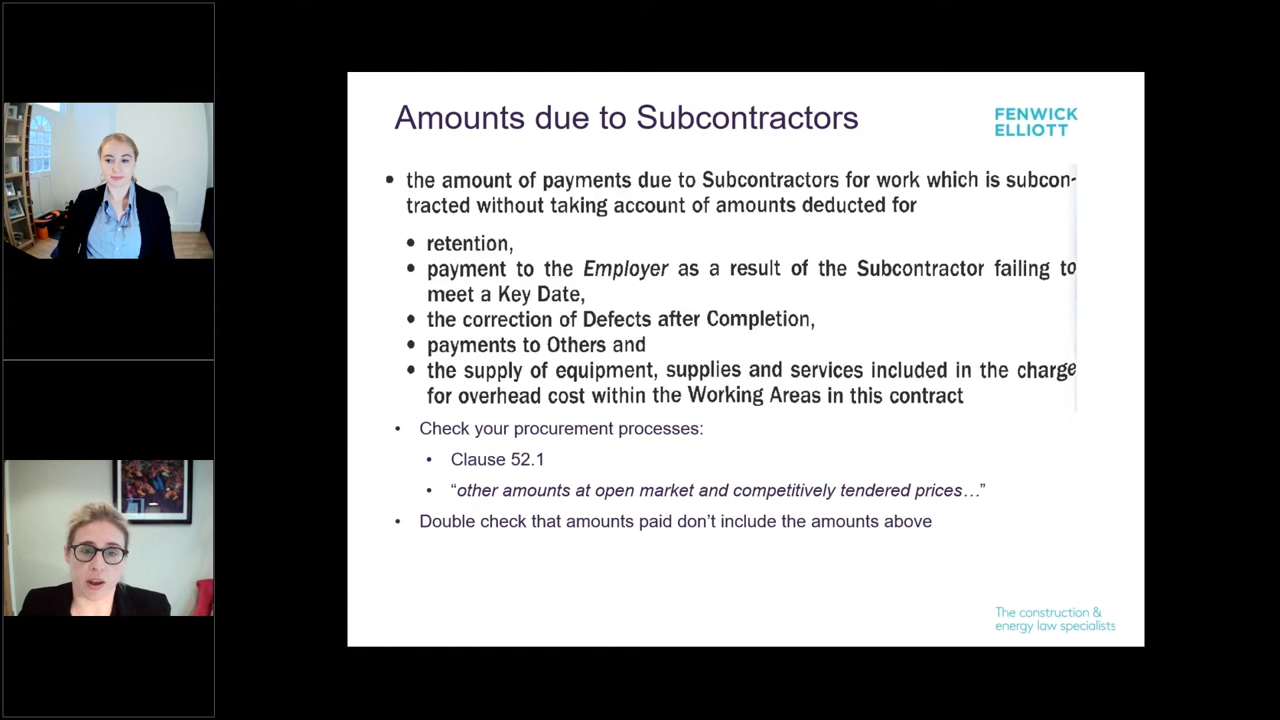 Amounts due to Subcontractors
FENWICK
ELLIOTT
• the amount of payments due to Subcontractors for work which is subcon-
tracted without taking account of amounts deducted for
• retention,
• payment to the Employer as a result of the Subcontractor failing to
meet a Key Date,
• the correction of Defects after Completion,
• payments to Others and
• the supply of equipment, supplies and services included in the charge
for overhead cost within the Working Areas in this contract
• Check your procurement processes:
• Clause 52.1
• “other amounts at open market and competitively tendered prices…”
• Double check that amounts paid don’t include the amounts above
The construction &
energy law specialists